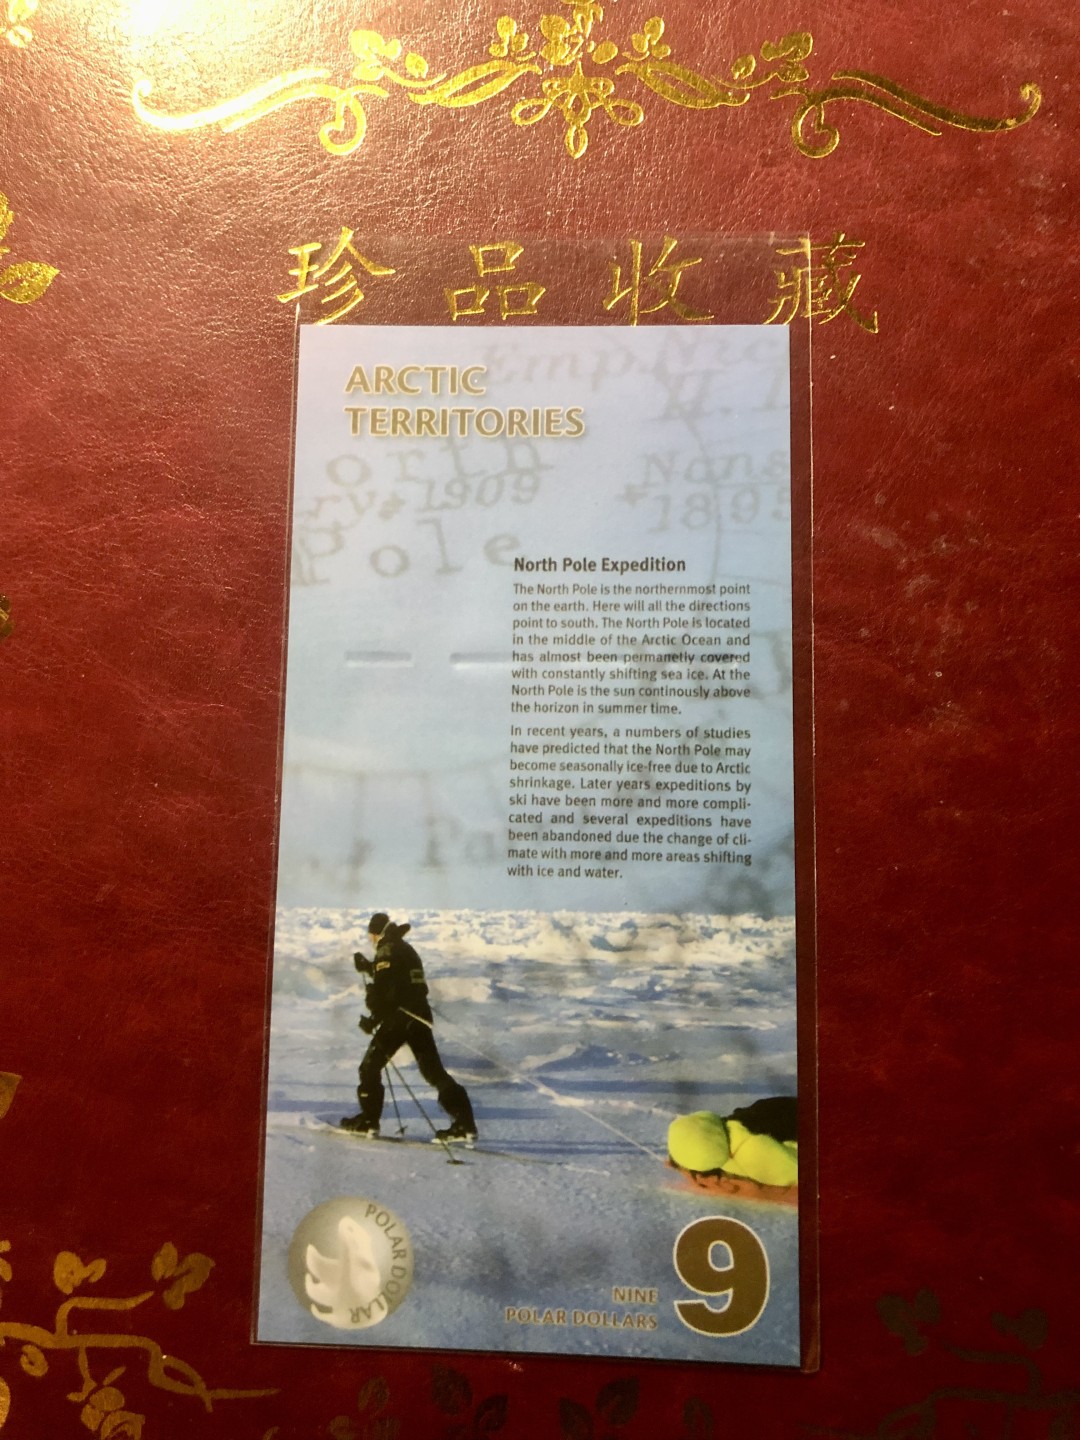 珍品收藏
ARCTIC
TERRITORIES
Emp.
orth
1909
Pole
Nans
1895
North Pole Expedition
The North Pole is the northernmost point
on the earth. Here will all the directions
point to south. The North Pole is located
in the middle of the Arctic Ocean and
has almost been permanetly covered
with constantly shifting sea ice. At the
North Pole is the sun continously above
the horizon in summer time.
In recent years, a numbers of studies
have predicted that the North Pole may
become seasonally ice-free due to Arctic
shrinkage. Later years expeditions by
ski have been more and more compli-
cated and several expeditions have
been abandoned due the change of cli-
mate with more and more areas shifting
with ice and water.
POLAR DOLLAR
NINE
POLAR DOLLARS
9